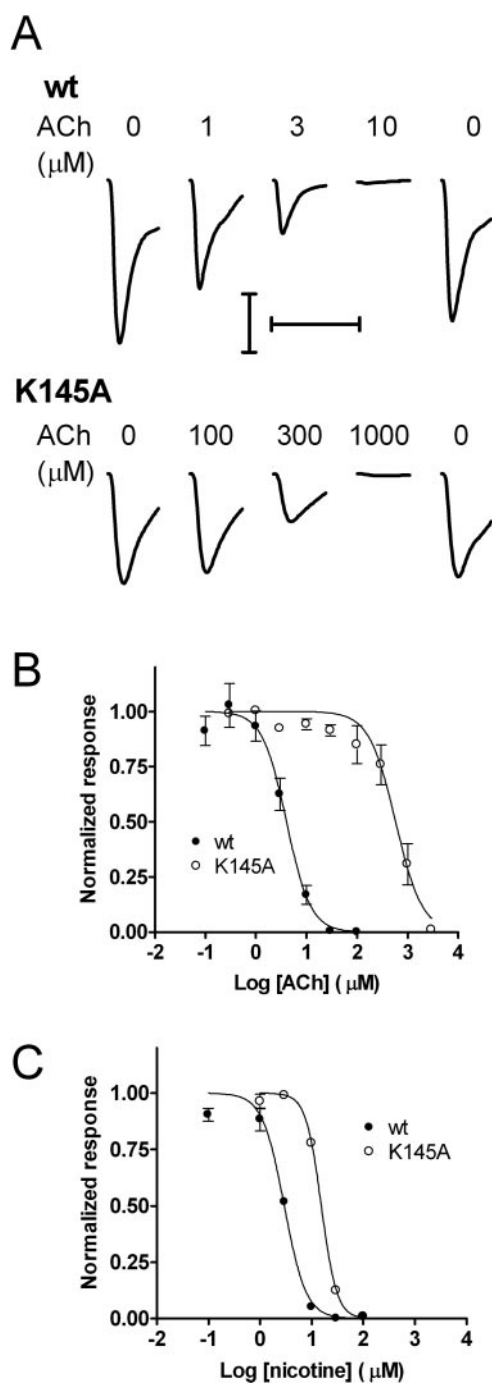 A
wt
ACh 0 1 3 10 0
(μM)
K145A
ACh 0 100 300 1000 0
(μM)
B
Normalized response
1.00
0.75
0.50
0.25
0.00
wt
K145A
-2 -1 0 1 2 3 4
Log [ACh] ( μM)
C
Normalized response
1.00
0.75
0.50
0.25
0.00
wt
K145A
-2 -1 0 1 2 3 4
Log [nicotine] ( μM)